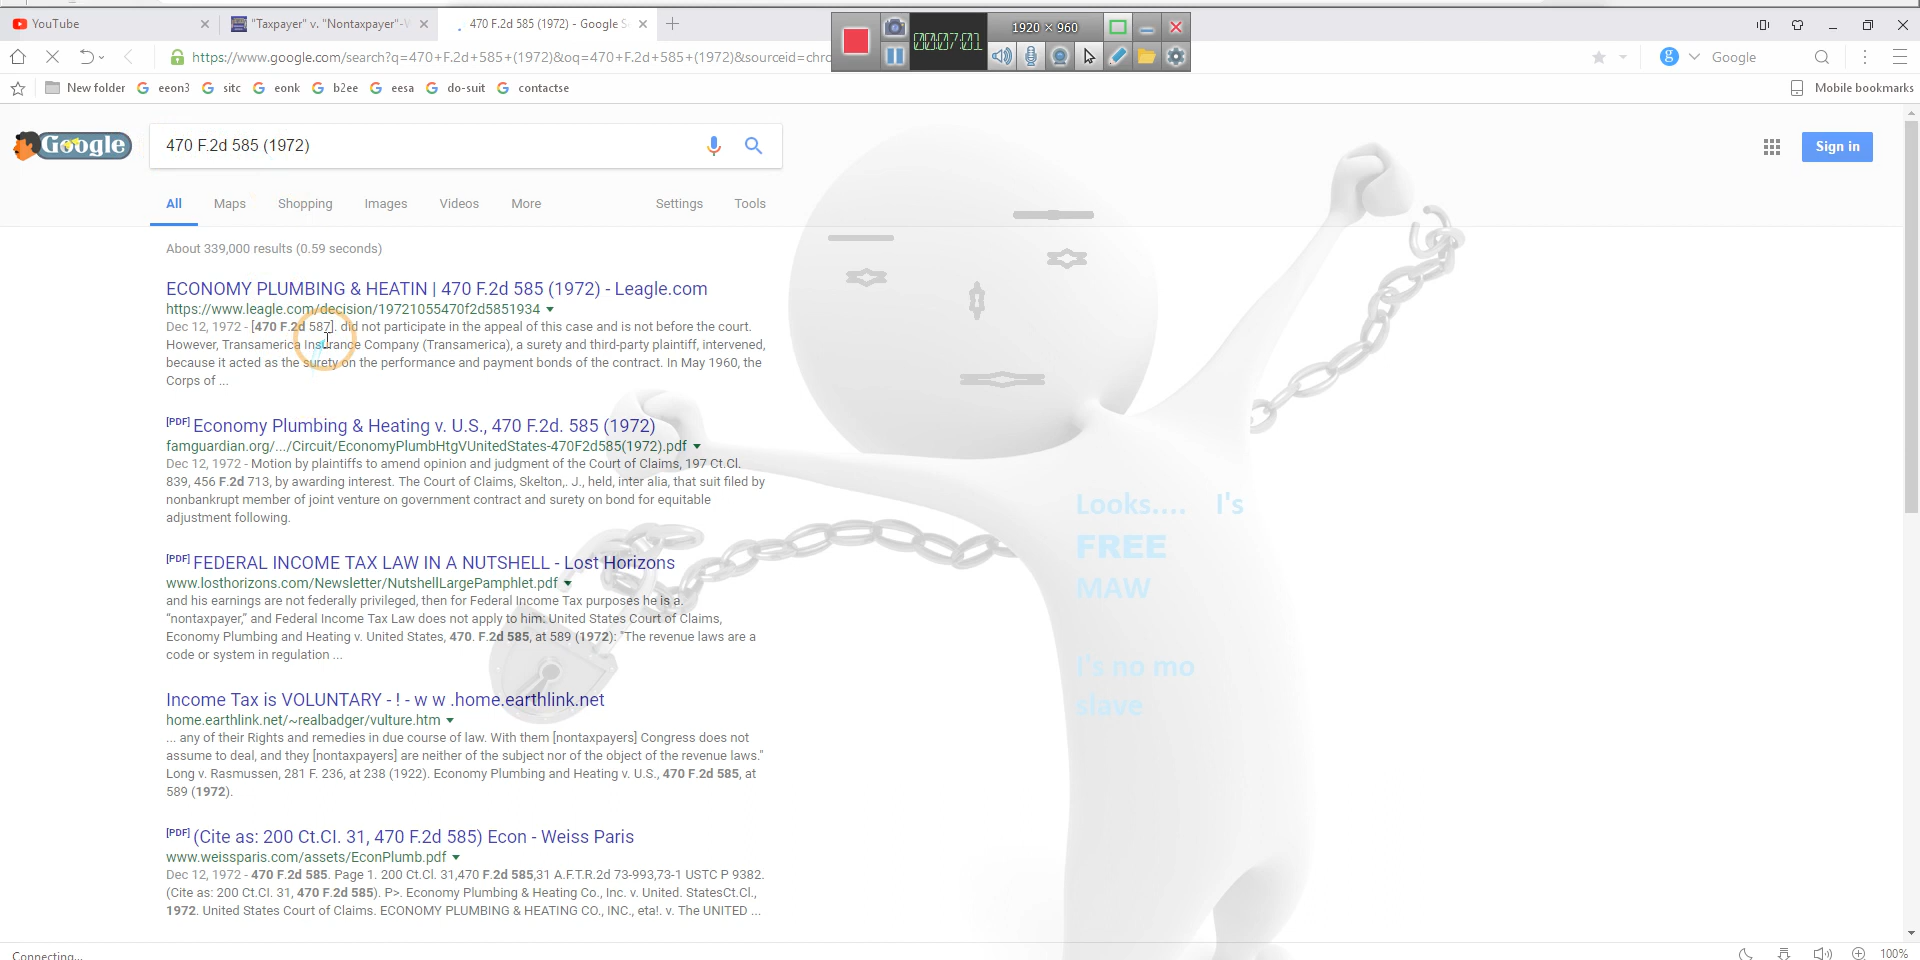 YouTube
"Taxpayer" v. "Nontaxpayer"-W
470 F.2d 585 (1972) - Google S
00:07:01
1920 × 960
https://www.google.com/search?q=470+F.2d+585+(1972)&oq=470+F.2d+585+(1972)&sourceid=chro
g
Google
New folder
eeon3
sitc
eonk
b2ee
eesa
do-suit
contactse
Mobile bookmarks
Google
470 F.2d 585 (1972)
Sign in
All
Maps
Shopping
Images
Videos
More
Settings
Tools
About 339,000 results (0.59 seconds)
ECONOMY PLUMBING & HEATIN | 470 F.2d 585 (1972) - Leagle.com
https://www.leagle.com/decision/19721055470f2d5851934
Dec 12, 1972 - [470 F.2d 587]. did not participate in the appeal of this case and is not before the court.
However, Transamerica Insurance Company (Transamerica), a surety and third-party plaintiff, intervened,
because it acted as the surety on the performance and payment bonds of the contract. In May 1960, the
Corps of ...
[PDF] Economy Plumbing & Heating v. U.S., 470 F.2d. 585 (1972)
famguardian.org/.../Circuit/EconomyPlumbHtgVUnitedStates-470F2d585(1972).pdf
Dec 12, 1972 - Motion by plaintiffs to amend opinion and judgment of the Court of Claims, 197 Ct.Cl.
839, 456 F.2d 713, by awarding interest. The Court of Claims, Skelton,. J., held, inter alia, that suit filed by
nonbankrupt member of joint venture on government contract and surety on bond for equitable
adjustment following.
[PDF] FEDERAL INCOME TAX LAW IN A NUTSHELL - Lost Horizons
www.losthorizons.com/Newsletter/NutshellLargePamphlet.pdf
and his earnings are not federally privileged, then for Federal Income Tax purposes he is a.
"nontaxpayer," and Federal Income Tax Law does not apply to him: United States Court of Claims,
Economy Plumbing and Heating v. United States, 470. F.2d 585, at 589 (1972): "The revenue laws are a
code or system in regulation ...
Income Tax is VOLUNTARY - ! - w w .home.earthlink.net
home.earthlink.net/~realbadger/vulture.htm
... any of their Rights and remedies in due course of law. With them [nontaxpayers] Congress does not
assume to deal, and they [nontaxpayers] are neither of the subject nor of the object of the revenue laws."
Long v. Rasmussen, 281 F. 236, at 238 (1922). Economy Plumbing and Heating v. U.S., 470 F.2d 585, at
589 (1972).
[PDF] (Cite as: 200 Ct.Cl. 31, 470 F.2d 585) Econ - Weiss Paris
www.weissparis.com/assets/EconPlumb.pdf
Dec 12, 1972 - 470 F.2d 585. Page 1. 200 Ct.Cl. 31,470 F.2d 585,31 A.F.T.R.2d 73-993,73-1 USTC P 9382.
(Cite as: 200 Ct.CI. 31, 470 F.2d 585). P>. Economy Plumbing & Heating Co., Inc. v. United. StatesCt.Cl.,
1972. United States Court of Claims. ECONOMY PLUMBING & HEATING CO., INC., eta!. v. The UNITED ...
Looks.... I's
FREE
MAW
I's no mo
slave
Connecting...
100%